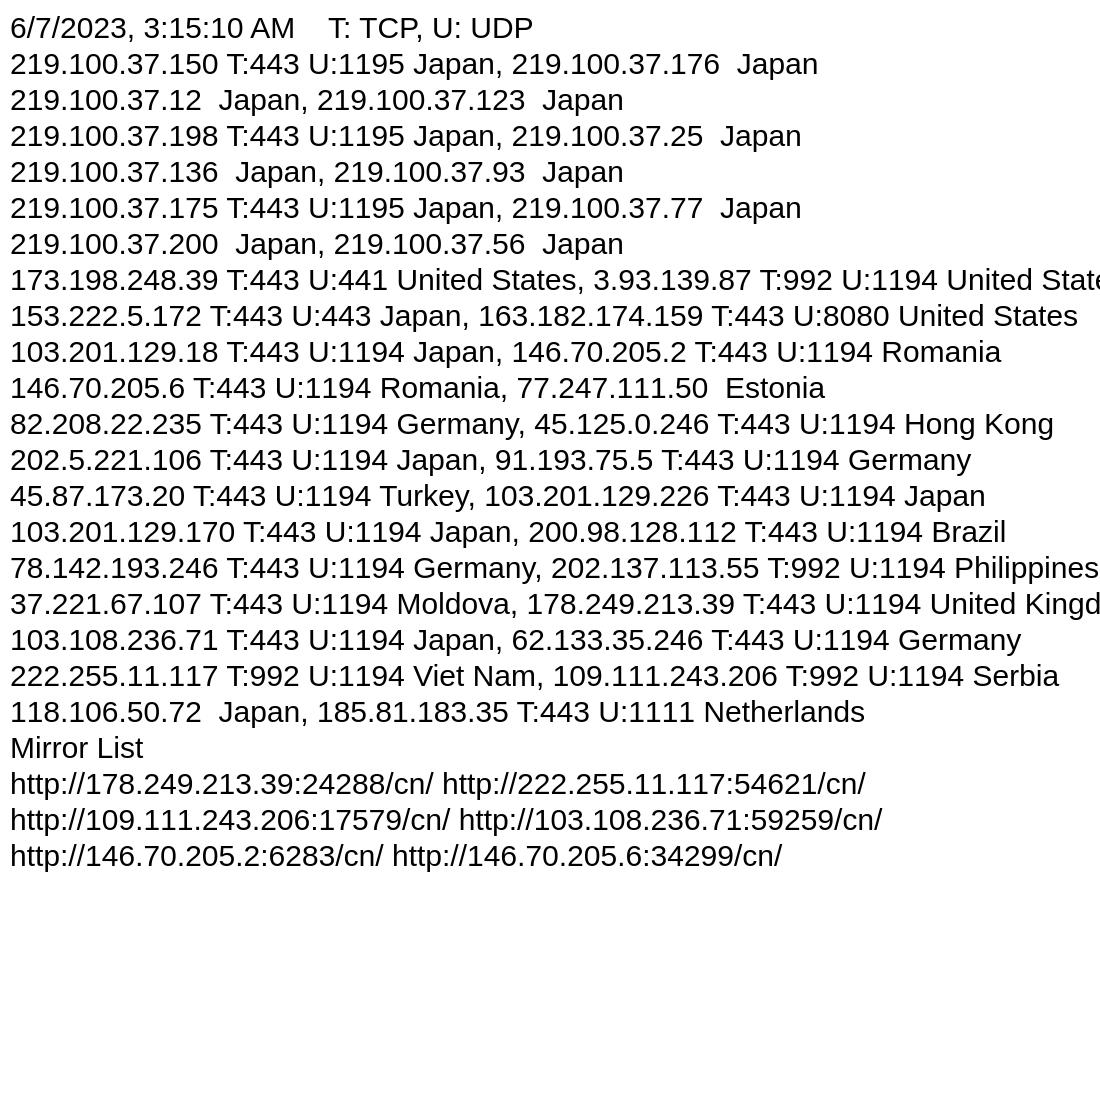 6/7/2023, 3:15:10 AM    T: TCP, U: UDP
219.100.37.150 T:443 U:1195 Japan, 219.100.37.176  Japan
219.100.37.12  Japan, 219.100.37.123  Japan
219.100.37.198 T:443 U:1195 Japan, 219.100.37.25  Japan
219.100.37.136  Japan, 219.100.37.93  Japan
219.100.37.175 T:443 U:1195 Japan, 219.100.37.77  Japan
219.100.37.200  Japan, 219.100.37.56  Japan
173.198.248.39 T:443 U:441 United States, 3.93.139.87 T:992 U:1194 United State
153.222.5.172 T:443 U:443 Japan, 163.182.174.159 T:443 U:8080 United States
103.201.129.18 T:443 U:1194 Japan, 146.70.205.2 T:443 U:1194 Romania
146.70.205.6 T:443 U:1194 Romania, 77.247.111.50  Estonia
82.208.22.235 T:443 U:1194 Germany, 45.125.0.246 T:443 U:1194 Hong Kong
202.5.221.106 T:443 U:1194 Japan, 91.193.75.5 T:443 U:1194 Germany
45.87.173.20 T:443 U:1194 Turkey, 103.201.129.226 T:443 U:1194 Japan
103.201.129.170 T:443 U:1194 Japan, 200.98.128.112 T:443 U:1194 Brazil
78.142.193.246 T:443 U:1194 Germany, 202.137.113.55 T:992 U:1194 Philippines
37.221.67.107 T:443 U:1194 Moldova, 178.249.213.39 T:443 U:1194 United Kingd
103.108.236.71 T:443 U:1194 Japan, 62.133.35.246 T:443 U:1194 Germany
222.255.11.117 T:992 U:1194 Viet Nam, 109.111.243.206 T:992 U:1194 Serbia
118.106.50.72  Japan, 185.81.183.35 T:443 U:1111 Netherlands
Mirror List
http://178.249.213.39:24288/cn/ http://222.255.11.117:54621/cn/
http://109.111.243.206:17579/cn/ http://103.108.236.71:59259/cn/
http://146.70.205.2:6283/cn/ http://146.70.205.6:34299/cn/